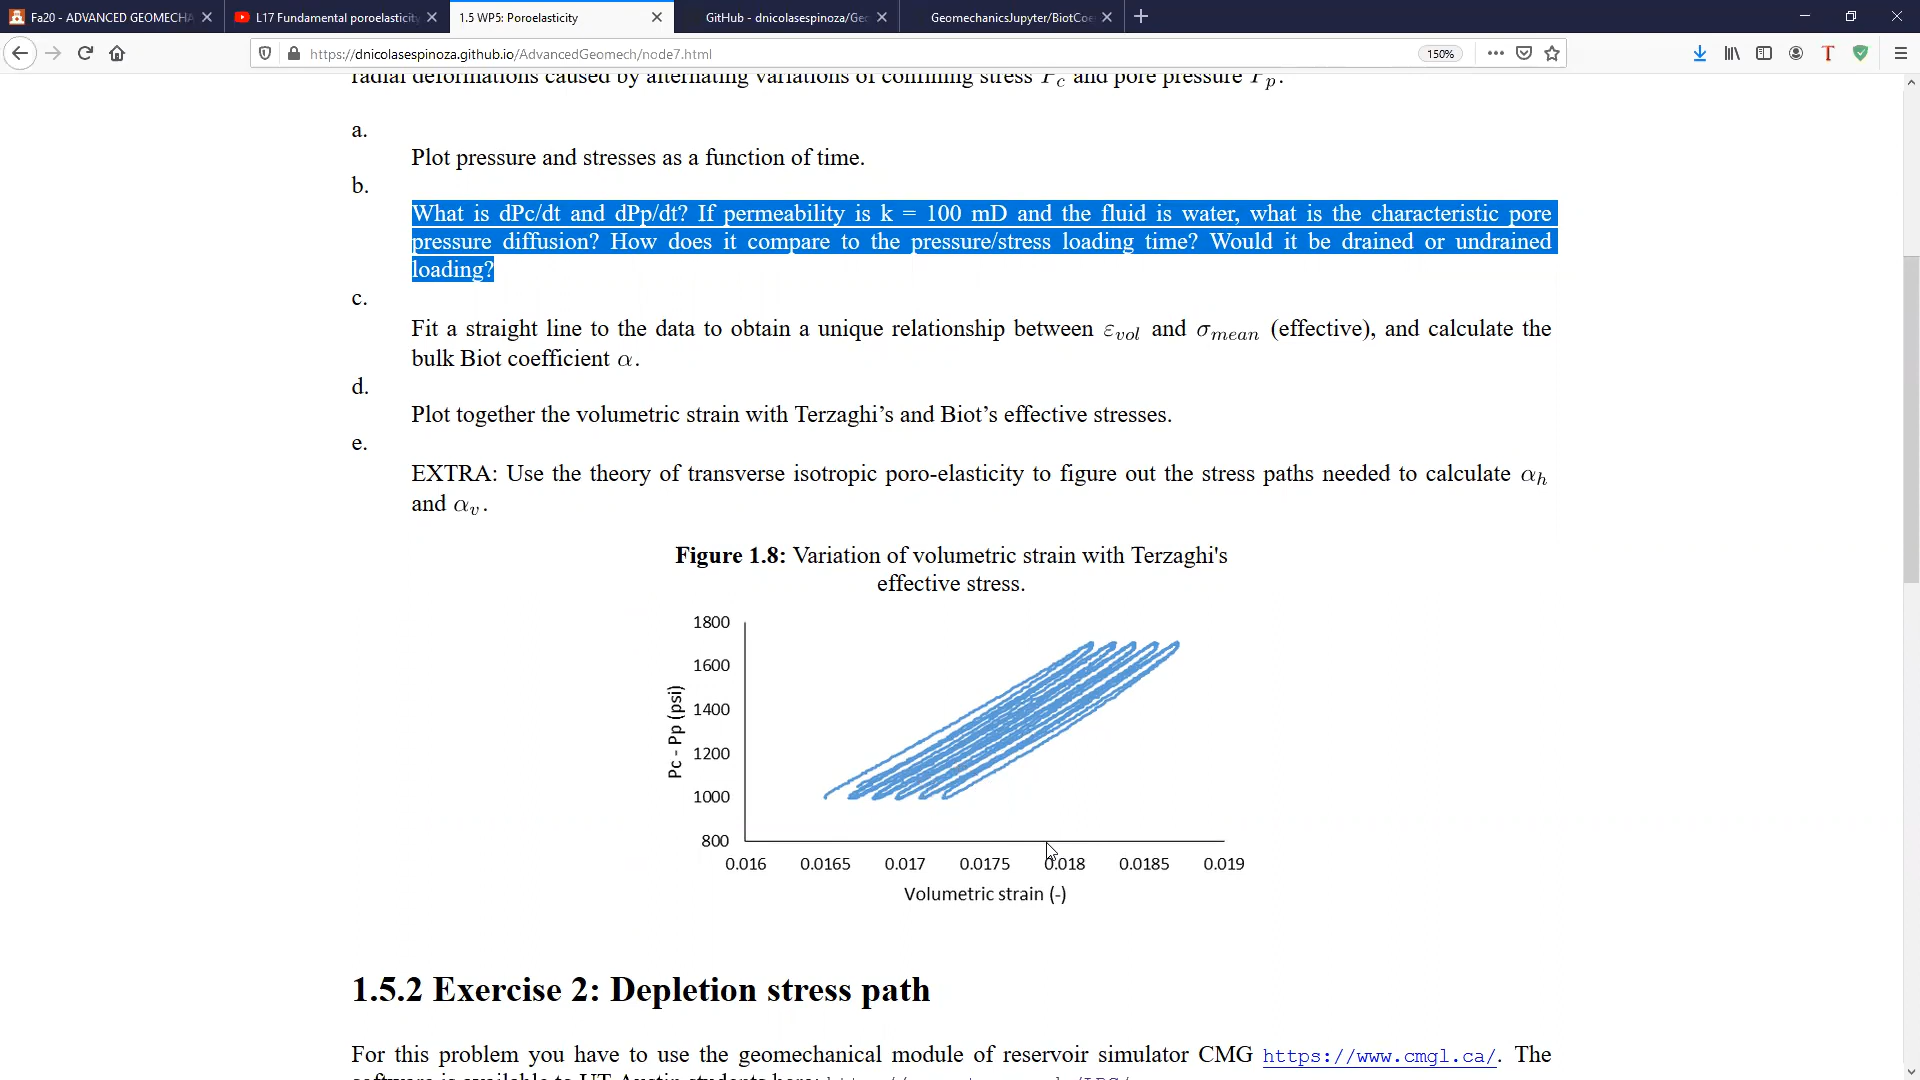 Fa20 - ADVANCED GEOMECHA
L17 Fundamental poroelasticity
1.5 WP5: Poroelasticity
GitHub - dnicolasespinoza/Geo
GeomechanicsJupyter/BiotCoe
https://dnicolasespinoza.github.io/AdvancedGeomech/node7.html
150%
radial deformations caused by alternating variations of confining stress Pc and pore pressure Pp.
a.
Plot pressure and stresses as a function of time.
b.
What is dPc/dt and dPp/dt? If permeability is k = 100 mD and the fluid is water, what is the characteristic pore
pressure diffusion? How does it compare to the pressure/stress loading time? Would it be drained or undrained
loading?
c.
Fit a straight line to the data to obtain a unique relationship between εvol and σmean (effective), and calculate the
bulk Biot coefficient α.
d.
Plot together the volumetric strain with Terzaghi’s and Biot’s effective stresses.
e.
EXTRA: Use the theory of transverse isotropic poro-elasticity to figure out the stress paths needed to calculate αh
and αv.
Figure 1.8: Variation of volumetric strain with Terzaghi's
effective stress.
1800
1600
1400
1200
1000
800
Pc - Pp (psi)
0.016 0.0165 0.017 0.0175 0.018 0.0185 0.019
Volumetric strain (-)
1.5.2 Exercise 2: Depletion stress path
For this problem you have to use the geomechanical module of reservoir simulator CMG https://www.cmgl.ca/. The
software is available to UT Austin students here: